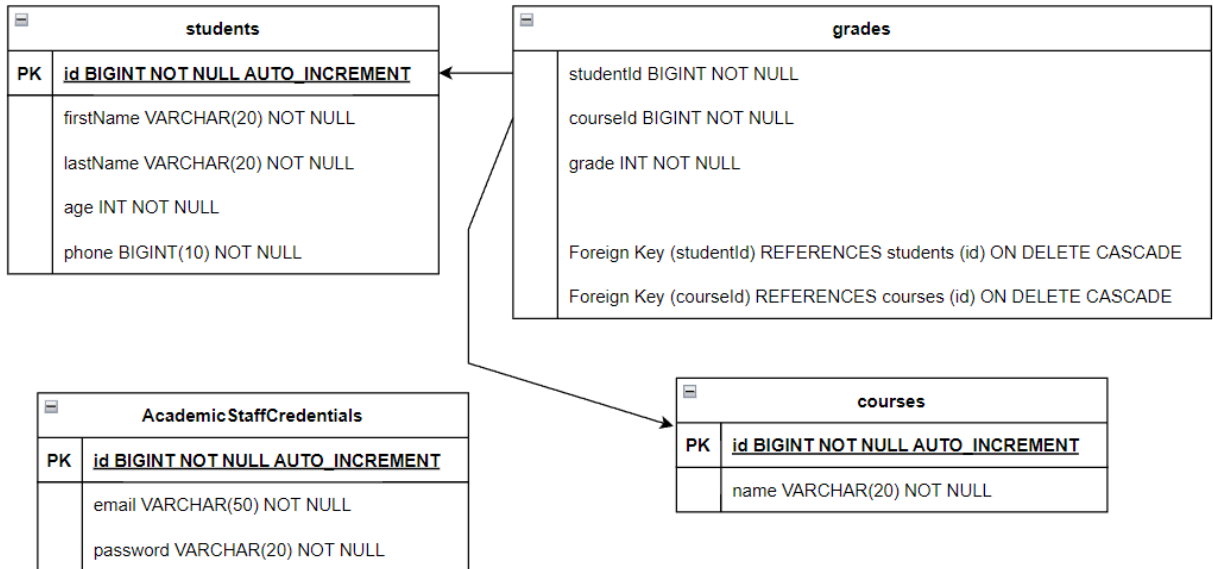 students
PK id BIGINT NOT NULL AUTO_INCREMENT
firstName VARCHAR(20) NOT NULL
lastName VARCHAR(20) NOT NULL
age INT NOT NULL
phone BIGINT(10) NOT NULL
grades
studentId BIGINT NOT NULL
courseId BIGINT NOT NULL
grade INT NOT NULL
Foreign Key (studentId) REFERENCES students (id) ON DELETE CASCADE
Foreign Key (courseId) REFERENCES courses (id) ON DELETE CASCADE
AcademicStaffCredentials
PK id BIGINT NOT NULL AUTO_INCREMENT
email VARCHAR(50) NOT NULL
password VARCHAR(20) NOT NULL
courses
PK id BIGINT NOT NULL AUTO_INCREMENT
name VARCHAR(20) NOT NULL